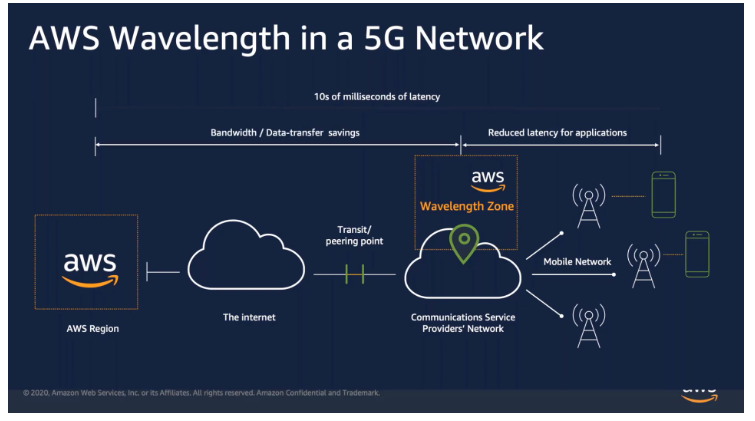 AWS Wavelength in a 5G Network
10s of milliseconds of latency
Bandwidth / Data-transfer savings
Reduced latency for applications
aws
Wavelength Zone
Transit/
peering point
aws
Mobile Network
AWS Region
The internet
Communications Service
Providers' Network
© 2020, Amazon Web Services, Inc. or its Affiliates. All rights reserved. Amazon Confidential and Trademark.
aws